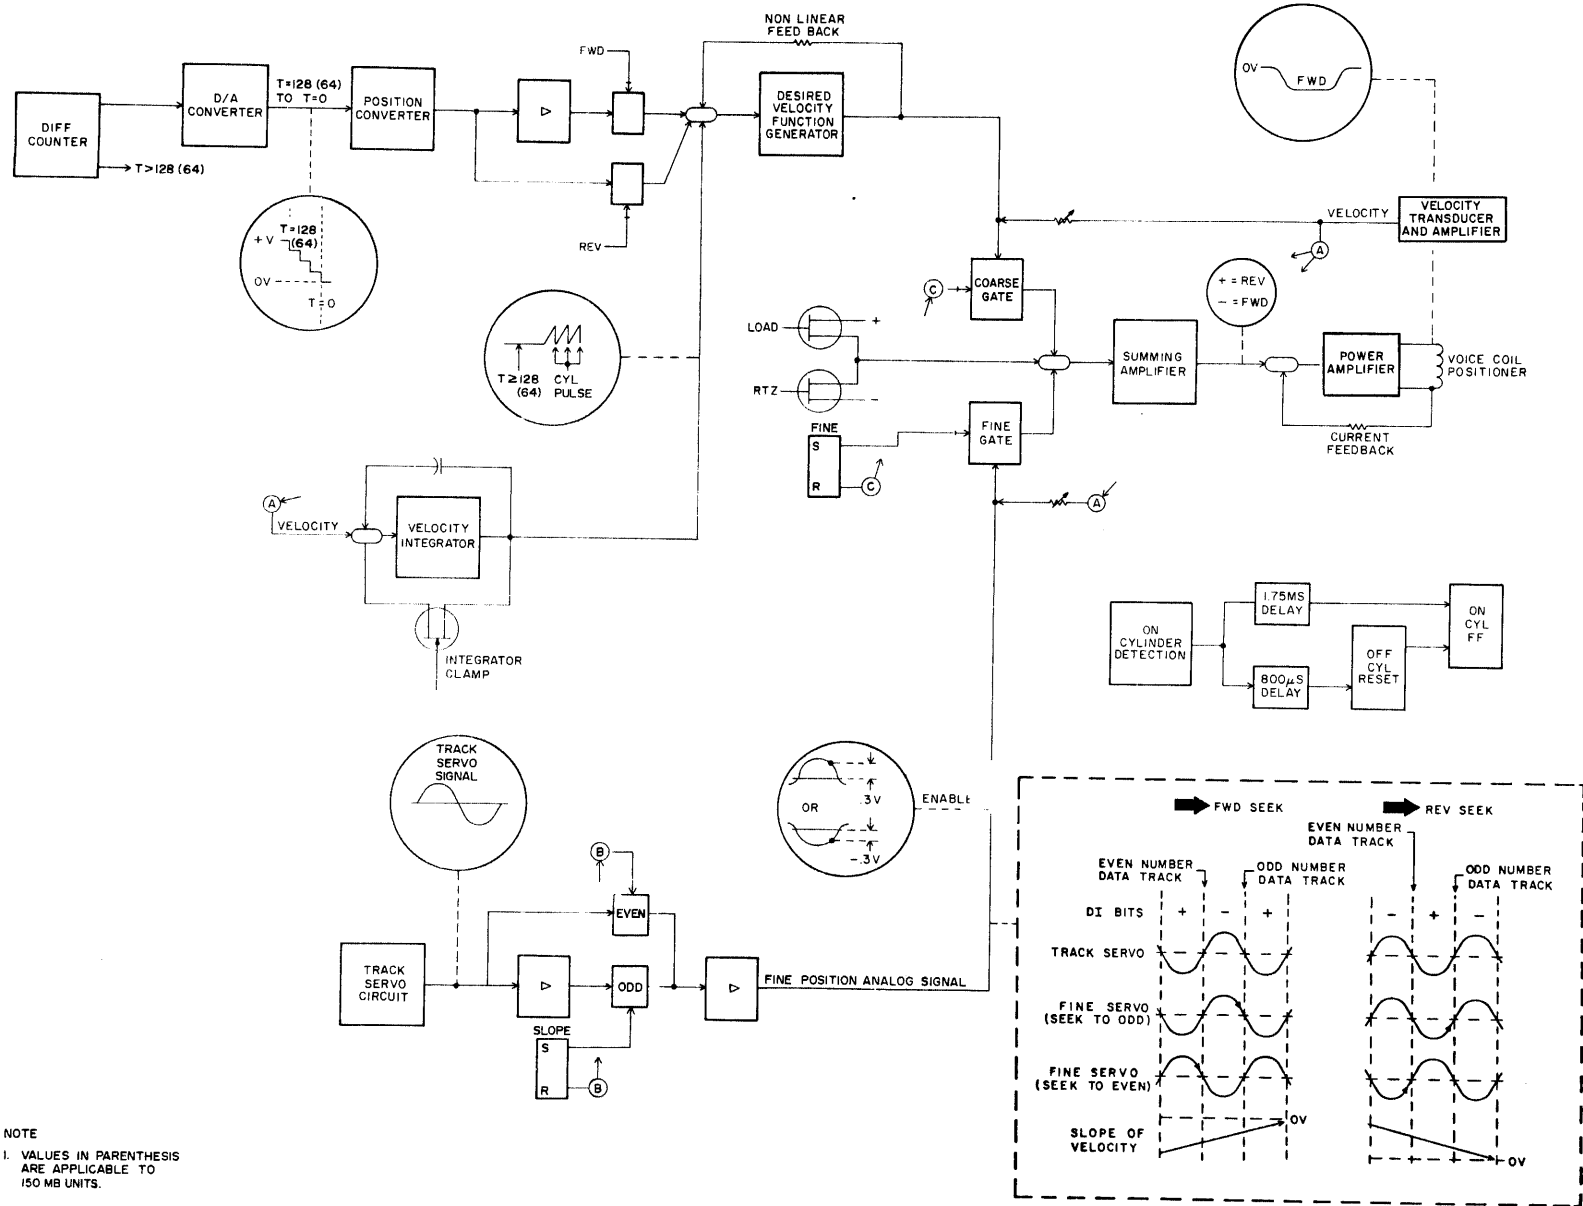 NON LINEAR
FEED BACK
FWD
DIFF
COUNTER
D/A
CONVERTER
T=128 (64)
TO T=0
POSITION
CONVERTER
DESIRED
VELOCITY
FUNCTION
GENERATOR
T>128 (64)
REV
T=128
(64)
+V
OV
T=0
OV
FWD
VELOCITY
VELOCITY
TRANSDUCER
AND AMPLIFIER
A
COARSE
GATE
C
+ = REV
- = FWD
LOAD
+
RTZ
-
SUMMING
AMPLIFIER
POWER
AMPLIFIER
VOICE COIL
POSITIONER
CURRENT
FEEDBACK
T≥128
(64)
CYL
PULSE
FINE
S
R
C
FINE
GATE
A
A
VELOCITY
VELOCITY
INTEGRATOR
INTEGRATOR
CLAMP
ON
CYLINDER
DETECTION
1.75MS
DELAY
800µS
DELAY
OFF
CYL
RESET
ON
CYL
FF
TRACK
SERVO
SIGNAL
.3V
OR
-.3V
ENABLE
B
EVEN
TRACK
SERVO
CIRCUIT
ODD
SLOPE
S
R
B
FINE POSITION ANALOG SIGNAL
FWD SEEK
REV SEEK
EVEN NUMBER
DATA TRACK
ODD NUMBER
DATA TRACK
EVEN NUMBER
DATA TRACK
ODD NUMBER
DATA TRACK
DI BITS
+ - +
- + -
TRACK SERVO
FINE SERVO
(SEEK TO ODD)
FINE SERVO
(SEEK TO EVEN)
SLOPE OF
VELOCITY
OV
OV
NOTE
1. VALUES IN PARENTHESIS
ARE APPLICABLE TO
150 MB UNITS.